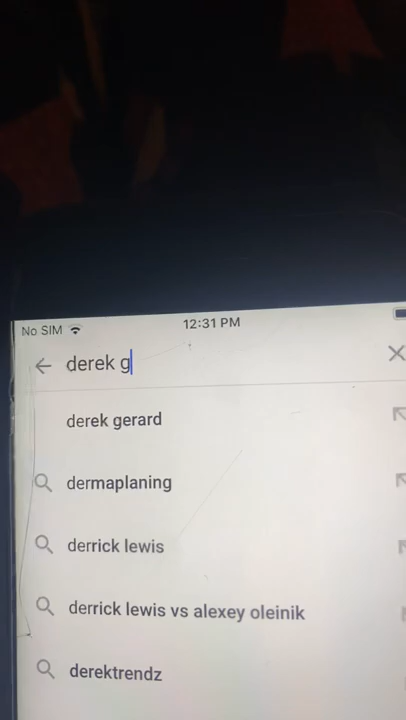 No SIM 12:31 PM
derek g
derek gerard
dermaplaning
derrick lewis
derrick lewis vs alexey oleinik
derektrendz